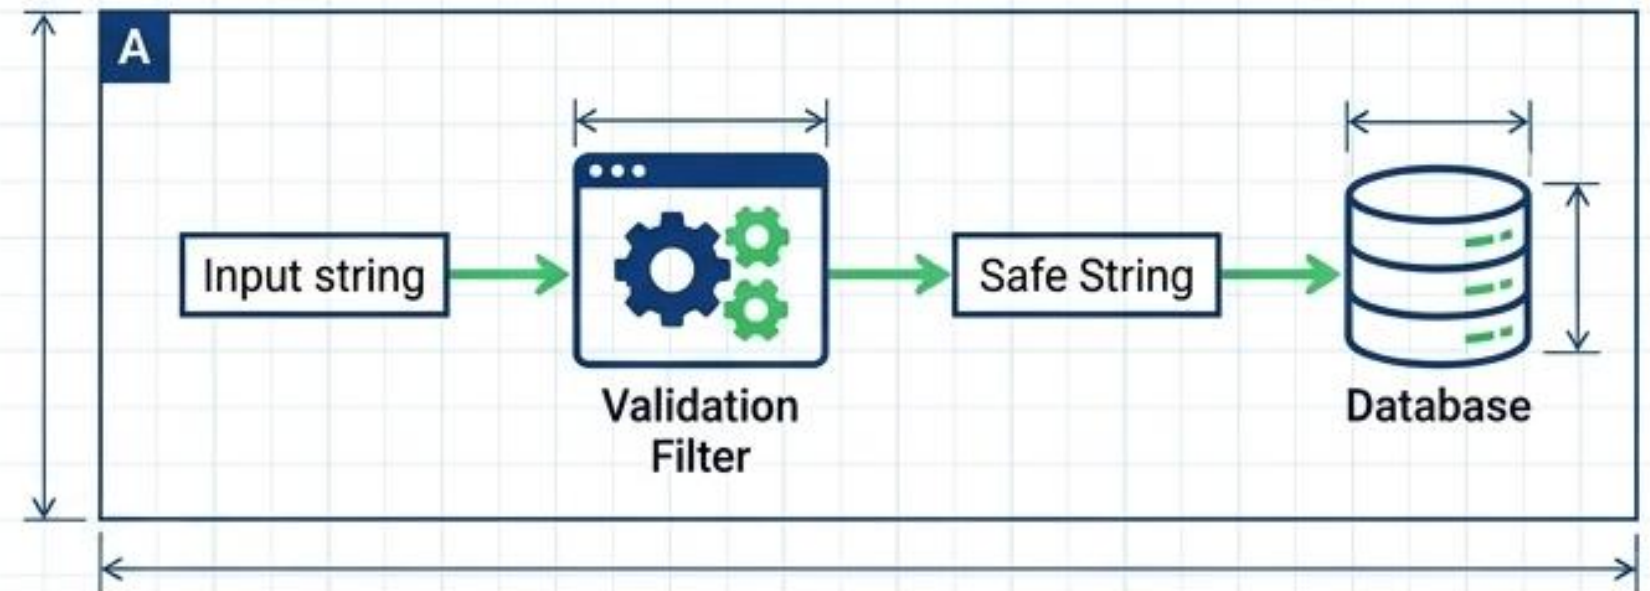 A
Input string
Validation
Filter
Safe String
Database